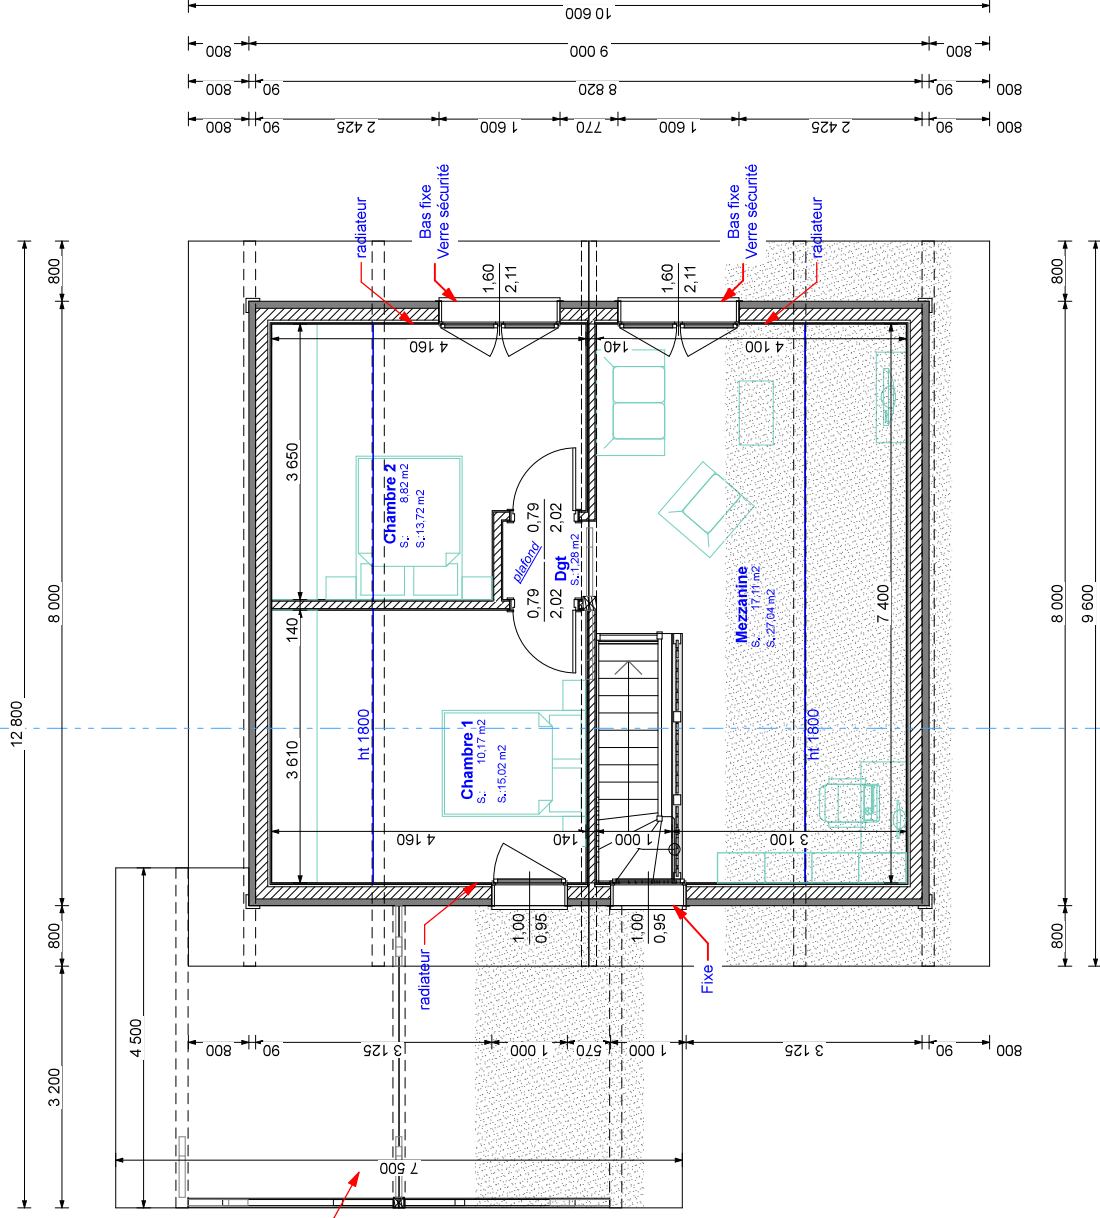 10 600
800
9 000
800
800
90
8 820
90
800
800
90
2 425
1 600
770
1 600
2 425
90
800
radiateur
Bas fixe
Verre sécurité
Bas fixe
Verre sécurité
radiateur
800
8 000
800
3 200
12 800
4 500
800
8 000
800
9 600
1,60
2,11
1,60
2,11
4 160
140
4 100
3 650
Chambre 2
S.: 8,82 m2
S.:13,72 m2
0,79
2,02
plafond
Dgt
S.:1,28 m2
0,79
2,02
140
3 610
ht 1800
Chambre 1
S.: 10,17 m2
S.:15,02 m2
Mezzanine
S.: 17,11 m2
S.:27,04 m2
7 400
ht 1800
4 160
140
1 000
3 100
1,00
0,95
1,00
0,95
radiateur
Fixe
800
90
3 125
1 000
570
1 000
3 125
90
800
7 500